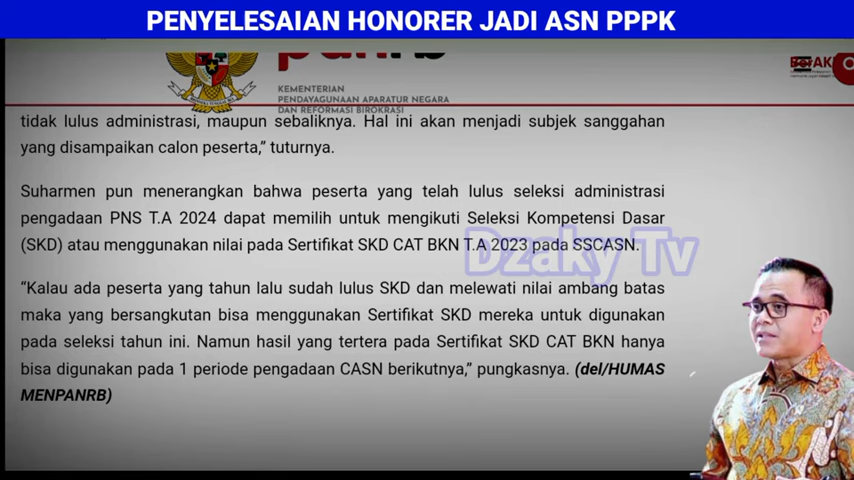 PENYELESAIAN HONORER JADI ASN PPPK
panrb
KEMENTERIAN
PENDAYAGUNAAN APARATUR NEGARA
DAN REFORMASI BIROKRASI
tidak lulus administrasi, maupun sebaliknya. Hal ini akan menjadi subjek sanggahan
yang disampaikan calon peserta,” tuturnya.
Suharmen pun menerangkan bahwa peserta yang telah lulus seleksi administrasi
pengadaan PNS T.A 2024 dapat memilih untuk mengikuti Seleksi Kompetensi Dasar
(SKD) atau menggunakan nilai pada Sertifikat SKD CAT BKN T.A 2023 pada SSCASN.
Dzaky Tv
“Kalau ada peserta yang tahun lalu sudah lulus SKD dan melewati nilai ambang batas
maka yang bersangkutan bisa menggunakan Sertifikat SKD mereka untuk digunakan
pada seleksi tahun ini. Namun hasil yang tertera pada Sertifikat SKD CAT BKN hanya
bisa digunakan pada 1 periode pengadaan CASN berikutnya,” pungkasnya. (del/HUMAS
MENPANRB)